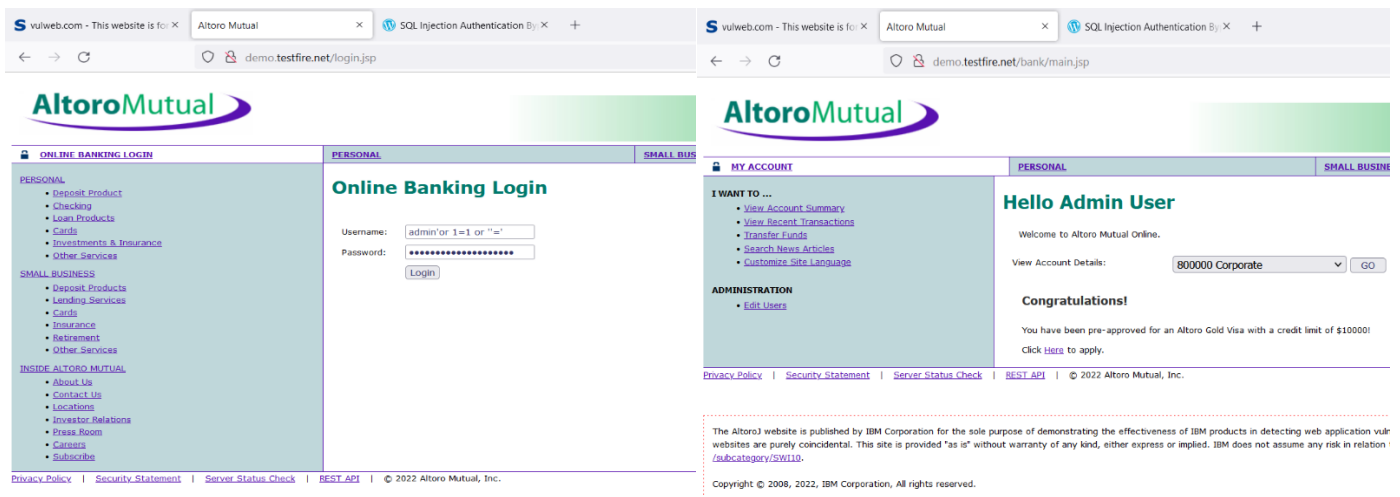 vulweb.com - This website is for
Altoro Mutual
SQL Injection Authentication By
demo.testfire.net/login.jsp
AltoroMutual
ONLINE BANKING LOGIN
PERSONAL
SMALL BUS
PERSONAL
Deposit Product
Checking
Loan Products
Cards
Investments & Insurance
Other Services
SMALL BUSINESS
Deposit Products
Lending Services
Cards
Insurance
Retirement
Other Services
INSIDE ALTORO MUTUAL
About Us
Contact Us
Locations
Investor Relations
Press Room
Careers
Subscribe
Online Banking Login
Username: admin'or 1=1 or ''='
Password:
Login
Privacy Policy | Security Statement | Server Status Check | REST API | © 2022 Altoro Mutual, Inc.
vulweb.com - This website is for
Altoro Mutual
SQL Injection Authentication By
demo.testfire.net/bank/main.jsp
AltoroMutual
MY ACCOUNT
PERSONAL
SMALL BUSINE
I WANT TO ...
View Account Summary
View Recent Transactions
Transfer Funds
Search News Articles
Customize Site Language
ADMINISTRATION
Edit Users
Hello Admin User
Welcome to Altoro Mutual Online.
View Account Details: 800000 Corporate GO
Congratulations!
You have been pre-approved for an Altoro Gold Visa with a credit limit of $10000!
Click Here to apply.
Privacy Policy | Security Statement | Server Status Check | REST API | © 2022 Altoro Mutual, Inc.
The AltoroJ website is published by IBM Corporation for the sole purpose of demonstrating the effectiveness of IBM products in detecting web application vuln
websites are purely coincidental. This site is provided "as is" without warranty of any kind, either express or implied. IBM does not assume any risk in relation
/subcategory/SWI10.
Copyright © 2008, 2022, IBM Corporation, All rights reserved.